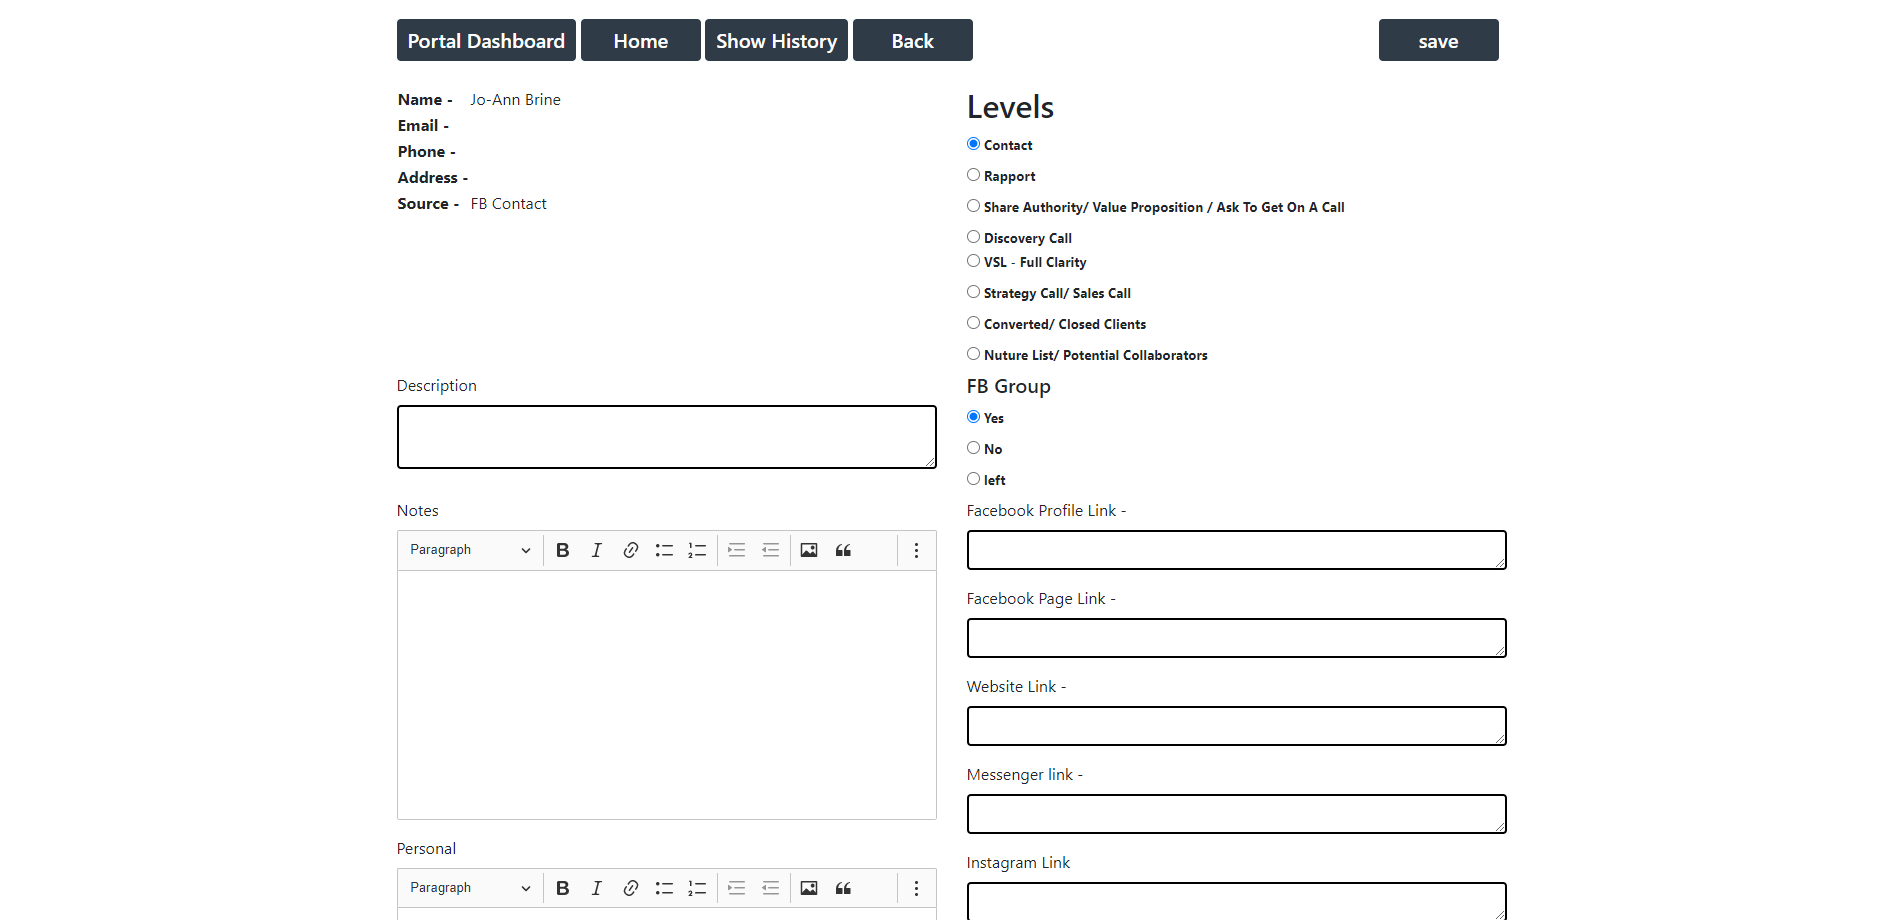 Portal Dashboard Home Show History Back save
Name - Jo-Ann Brine
Email -
Phone -
Address -
Source - FB Contact
Levels
Contact
Rapport
Share Authority/ Value Proposition / Ask To Get On A Call
Discovery Call
VSL - Full Clarity
Strategy Call/ Sales Call
Converted/ Closed Clients
Nuture List/ Potential Collaborators
Description
FB Group
Yes
No
left
Notes
Paragraph
Facebook Profile Link -
Facebook Page Link -
Website Link -
Messenger link -
Personal
Paragraph
Instagram Link